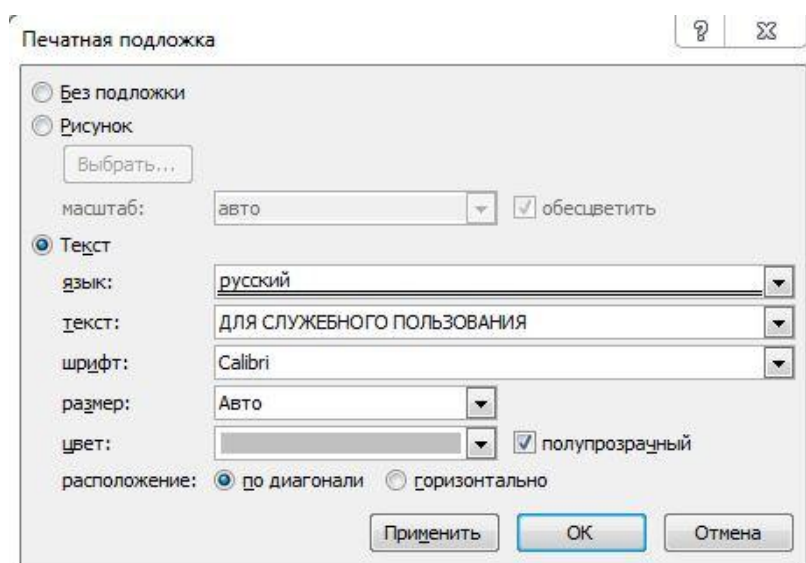 Печатная подложка
Без подложки
Рисунок
Выбрать...
масштаб: авто обесцветить
Текст
язык: русский
текст: ДЛЯ СЛУЖЕБНОГО ПОЛЬЗОВАНИЯ
шрифт: Calibri
размер: Авто
цвет: полупрозрачный
расположение: по диагонали горизонтально
Применить ОК Отмена